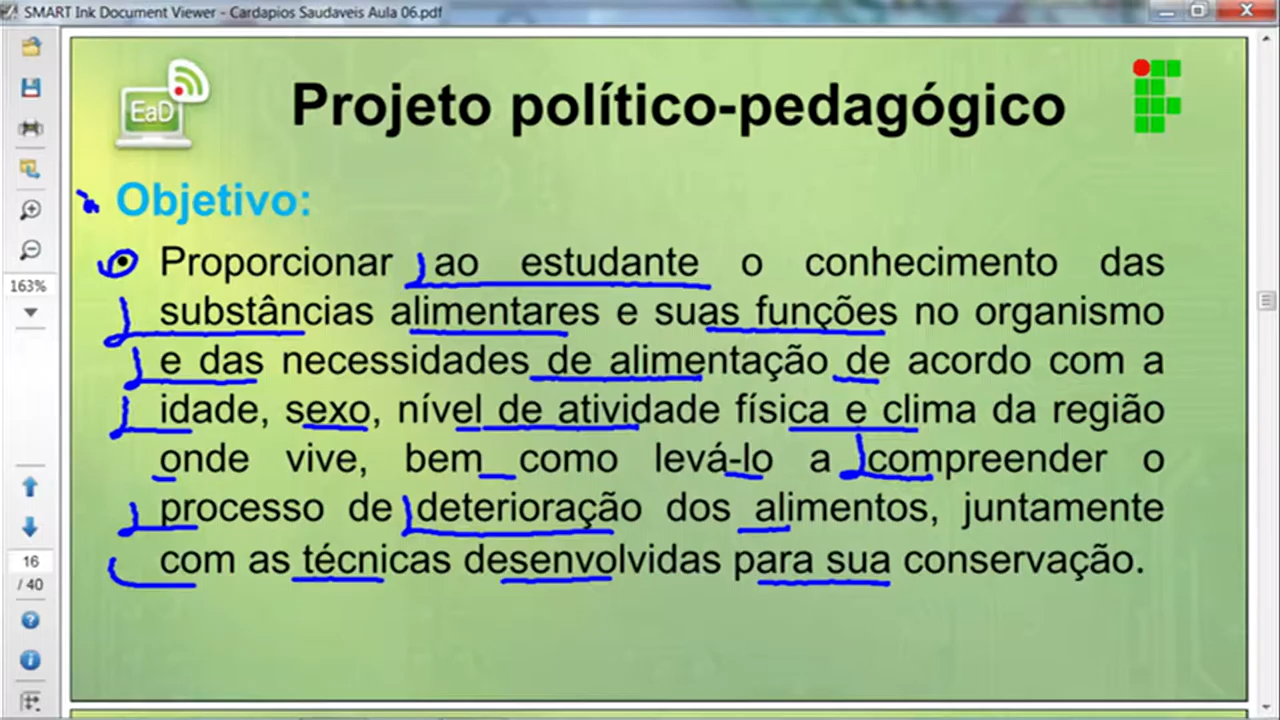 SMART Ink Document Viewer - Cardapios Saudaveis Aula 06.pdf
EaD
Projeto político-pedagógico
Objetivo:
Proporcionar ao estudante o conhecimento das
substâncias alimentares e suas funções no organismo
e das necessidades de alimentação de acordo com a
idade, sexo, nível de atividade física e clima da região
onde vive, bem como levá-lo a compreender o
processo de deterioração dos alimentos, juntamente
com as técnicas desenvolvidas para sua conservação.
163%
16
/ 40